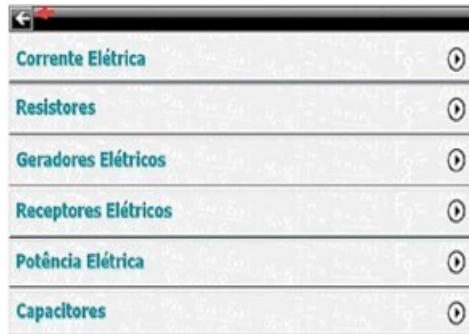 Corrente Elétrica
Resistores
Geradores Elétricos
Receptores Elétricos
Potência Elétrica
Capacitores